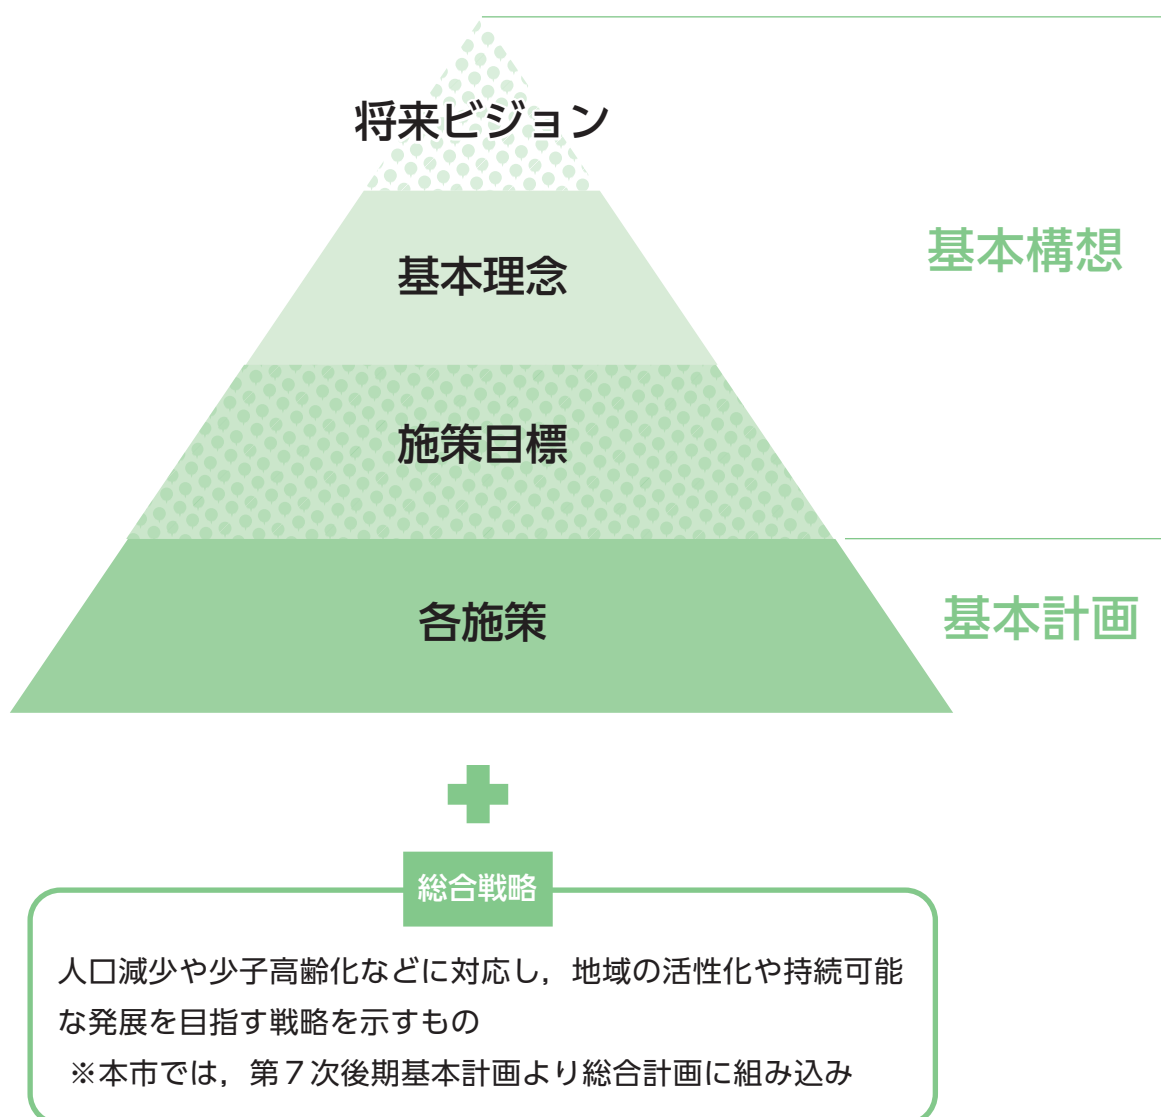 将来ビジョン
基本理念
基本構想
施策目標
各施策
基本計画
総合戦略
人口減少や少子高齢化などに対応し，地域の活性化や持続可能
な発展を目指す戦略を示すもの
※本市では，第７次後期基本計画より総合計画に組み込み